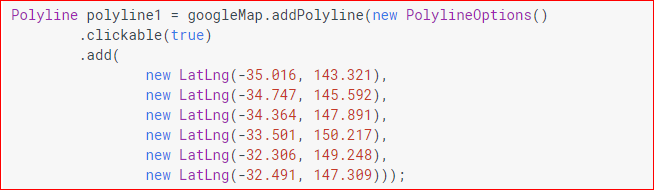 Polyline polyline1 = googleMap.addPolyline(new PolylineOptions()
        .clickable(true)
        .add(
                new LatLng(-35.016, 143.321),
                new LatLng(-34.747, 145.592),
                new LatLng(-34.364, 147.891),
                new LatLng(-33.501, 150.217),
                new LatLng(-32.306, 149.248),
                new LatLng(-32.491, 147.309)));